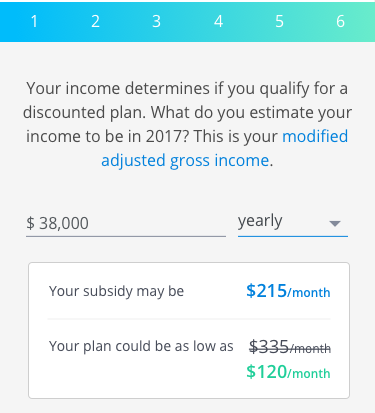 1 2 3 4 5 6
Your income determines if you qualify for a
discounted plan. What do you estimate your
income to be in 2017? This is your modified
adjusted gross income.
$ 38,000 yearly
Your subsidy may be $215/month
Your plan could be as low as $335/month
$120/month